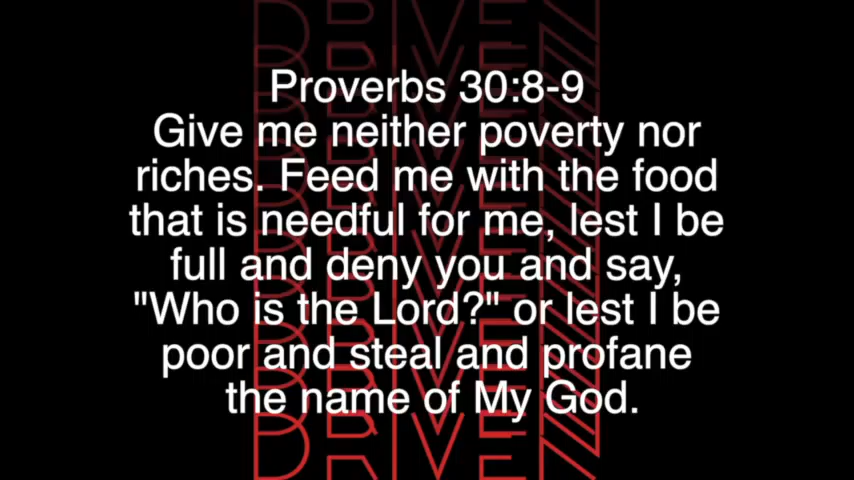 Proverbs 30:8-9
Give me neither poverty nor
riches. Feed me with the food
that is needful for me, lest I be
full and deny you and say,
"Who is the Lord?" or lest I be
poor and steal and profane
the name of My God.
DRIVEN